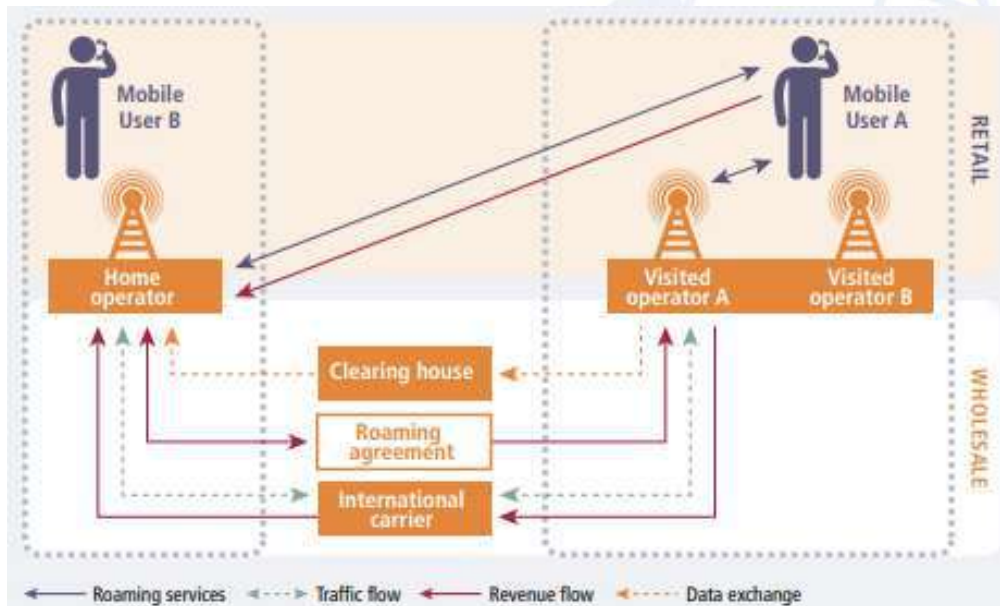 Mobile
User B
Mobile
User A
RETAIL
Home
operator
Visited
operator A
Visited
operator B
Clearing house
Roaming
agreement
International
carrier
WHOLESALE
Roaming services
Traffic flow
Revenue flow
Data exchange